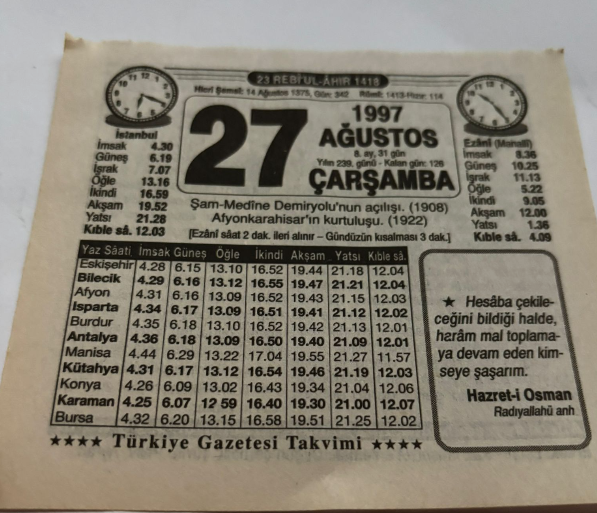 23 REBİ'UL-ÂHIR 1418
Hicrî Şemsî: 14 Ağustos 1375, Gün: 342 Rûmî: 1413 Hızır: 114
27
1997
AĞUSTOS
8. ay, 31 gün
Yılın 239. günü - Kalan gün: 126
ÇARŞAMBA
İstanbul
İmsak 4.30
Güneş 6.19
İşrak 7.07
Öğle 13.16
İkindi 16.59
Akşam 19.52
Yatsı 21.28
Kıble sâ. 12.03
Ezânî (Mahallî)
İmsak 8.36
Güneş 10.25
İşrak 11.13
Öğle 5.22
İkindi 9.05
Akşam 12.00
Yatsı 1.36
Kıble sâ. 4.09
Şam-Medîne Demiryolu'nun açılışı. (1908)
Afyonkarahisar'ın kurtuluşu. (1922)
[Ezânî sâat 2 dak. ileri alınır – Gündüzün kısalması 3 dak.]
Yaz Sâati İmsak Güneş Öğle İkindi Akşam Yatsı Kıble sâ.
Eskişehir 4.28 6.15 13.10 16.52 19.44 21.18 12.04
Bilecik 4.29 6.16 13.12 16.55 19.47 21.21 12.04
Afyon 4.31 6.16 13.09 16.52 19.43 21.15 12.03
Isparta 4.34 6.17 13.09 16.51 19.41 21.12 12.02
Burdur 4.35 6.18 13.10 16.52 19.42 21.13 12.01
Antalya 4.36 6.18 13.09 16.50 19.40 21.09 12.01
Manisa 4.44 6.29 13.22 17.04 19.55 21.27 11.57
Kütahya 4.31 6.17 13.12 16.54 19.46 21.19 12.03
Konya 4.26 6.09 13.02 16.43 19.34 21.04 12.06
Karaman 4.25 6.07 12 59 16.40 19.30 21.00 12.07
Bursa 4.32 6.20 13.15 16.58 19.51 21.25 12.02
★ Hesâba çekile-
ceğini bildiği halde,
harâm mal toplama-
ya devam eden kim-
seye şaşarım.
Hazret-i Osman
Radıyallahü anh
★★★★ Türkiye Gazetesi Takvimi ★★★★